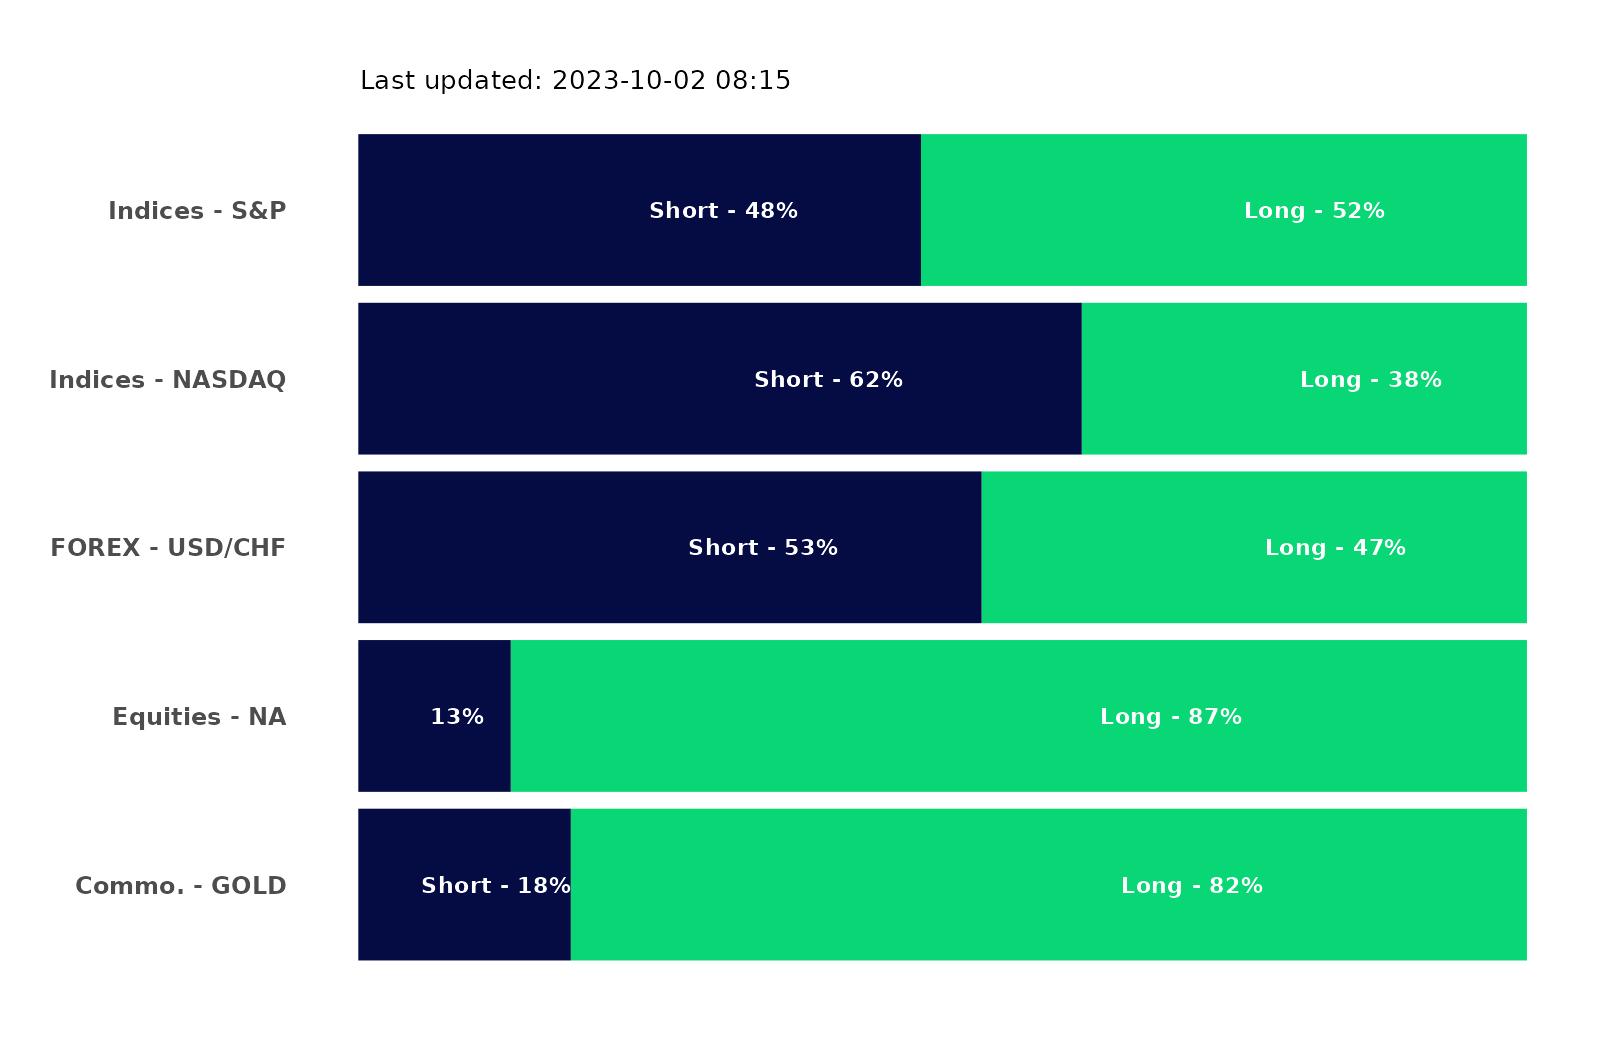 Last updated: 2023-10-02 08:15
Indices - S&P Short - 48% Long - 52%
Indices - NASDAQ Short - 62% Long - 38%
FOREX - USD/CHF Short - 53% Long - 47%
Equities - NA 13% Long - 87%
Commo. - GOLD Short - 18% Long - 82%